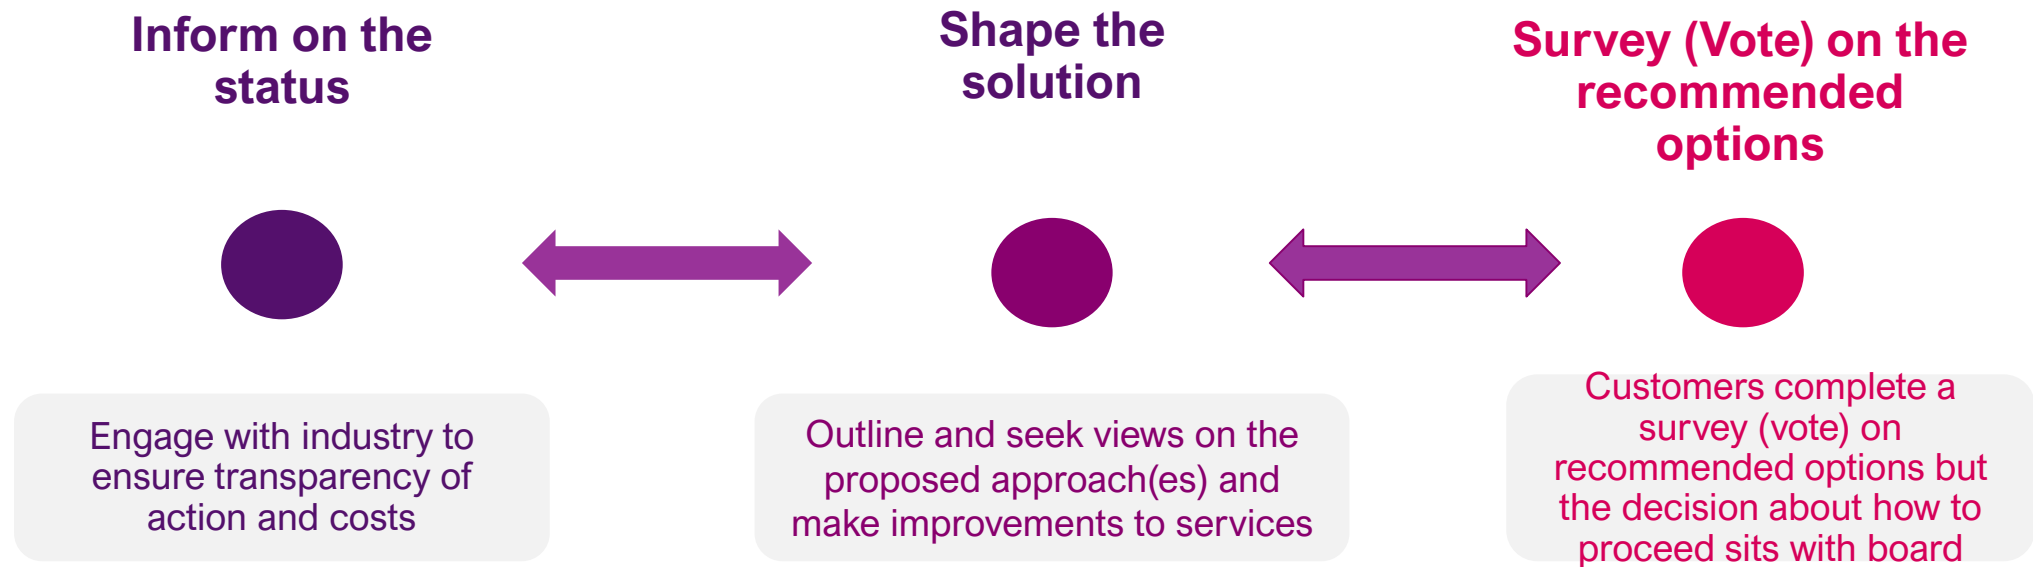 Inform on the
status
Shape the
solution
Survey (Vote) on the
recommended
options
Engage with industry to
ensure transparency of
action and costs
Outline and seek views on the
proposed approach(es) and
make improvements to services
Customers complete a
survey (vote) on
recommended options but
the decision about how to
proceed sits with board